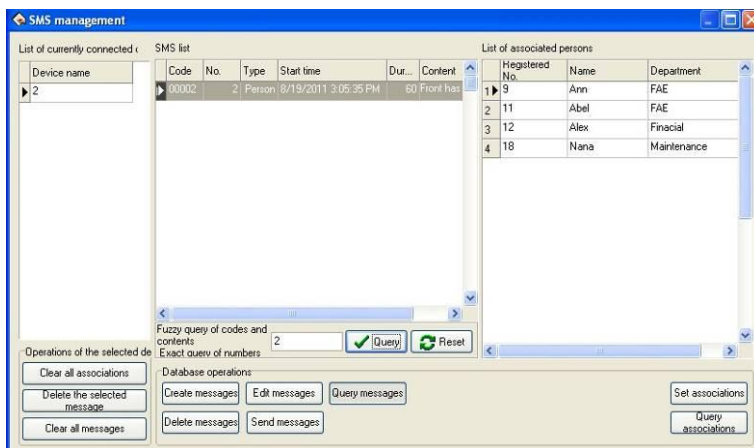 SMS management
List of currently connected
Device name
2
SMS list
Code No. Type Start time Dur... Content
00002 2 Person 8/19/2011 3:05:35 PM 60 Front has
List of associated persons
Registered No. Name Department
1 9 Ann FAE
2 11 Abel FAE
3 12 Alex Finacial
4 18 Nana Maintenance
Fuzzy query of codes and
contents
Exact query of numbers
2
Query
Reset
Operations of the selected de
Clear all associations
Delete the selected
message
Clear all messages
Database operations
Create messages Edit messages Query messages
Delete messages Send messages
Set associations
Query
associations